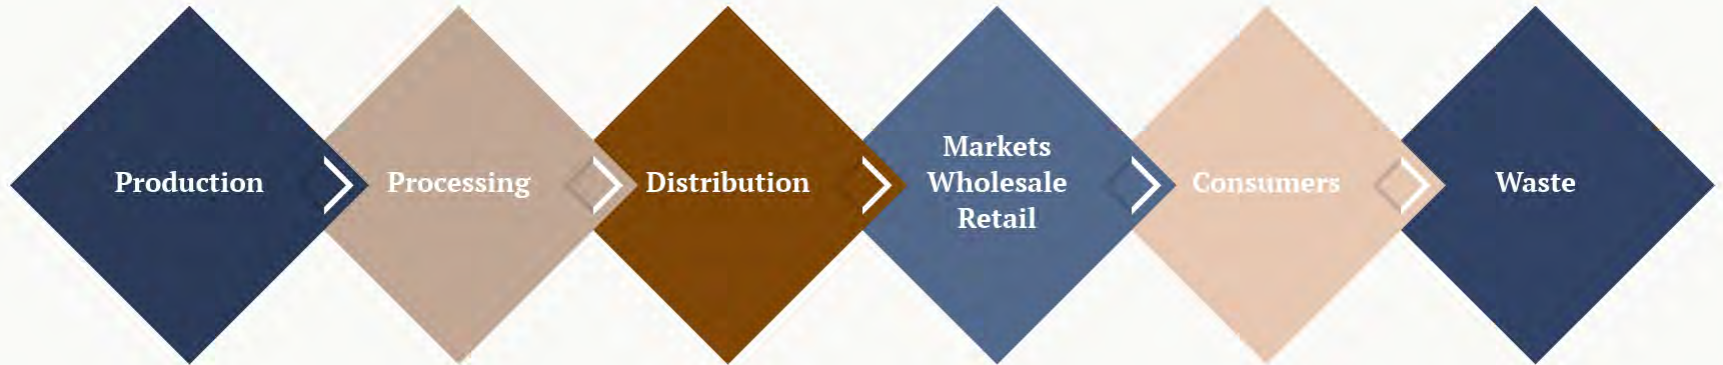 Production
Processing
Distribution
Markets
Wholesale
Retail
Consumers
Waste